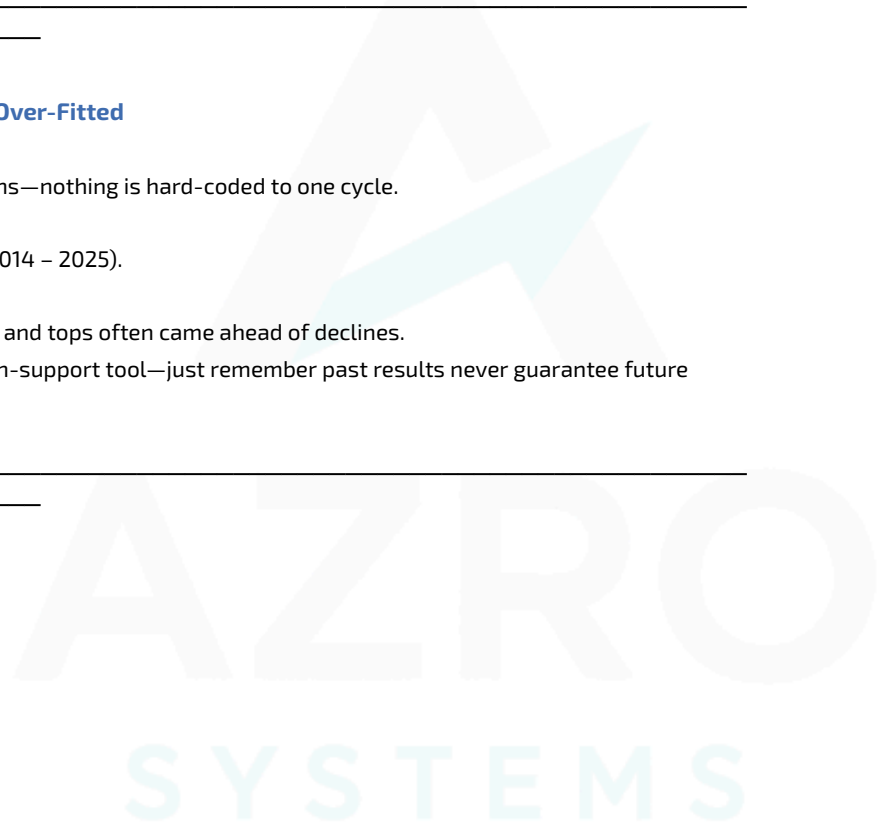 Over-Fitted
ns—nothing is hard-coded to one cycle.
014 – 2025).
and tops often came ahead of declines.
n-support tool—just remember past results never guarantee future
AZRO
SYSTEMS